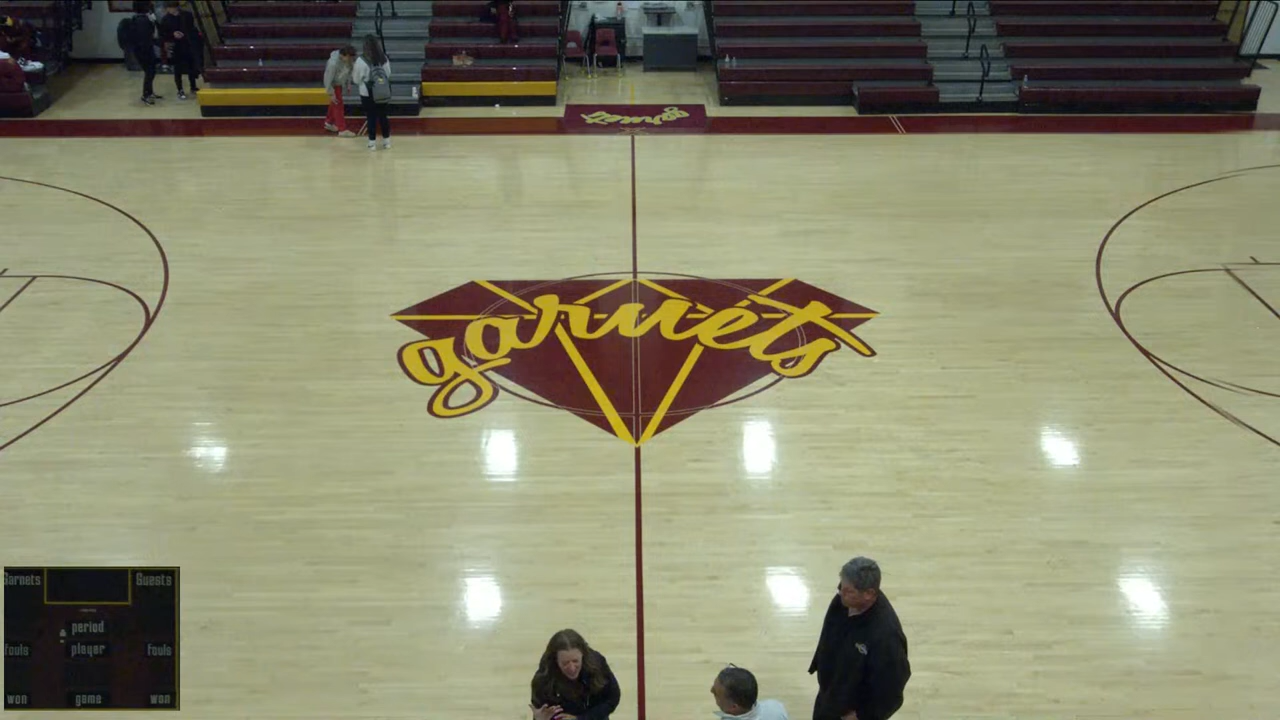 garnets
garnets
Garnets Guests
period
fouls player fouls
won game won